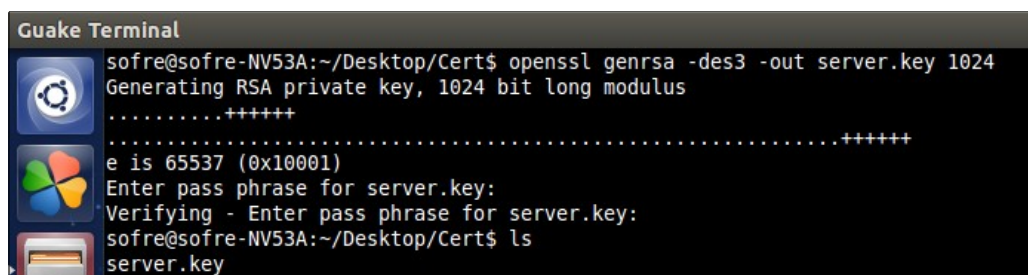 Guake Terminal
sofre@sofre-NV53A:~/Desktop/Cert$ openssl genrsa -des3 -out server.key 1024
Generating RSA private key, 1024 bit long modulus
..........++++++
.............................................................++++++
e is 65537 (0x10001)
Enter pass phrase for server.key:
Verifying - Enter pass phrase for server.key:
sofre@sofre-NV53A:~/Desktop/Cert$ ls
server.key